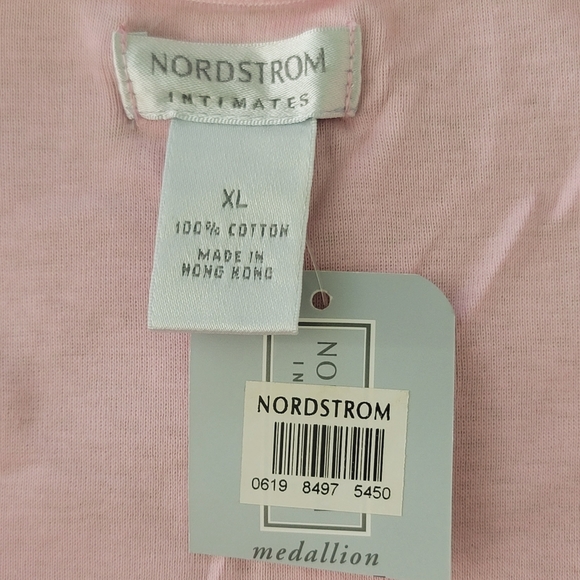 NORDSTROM
INTIMATES
XL
100% COTTON
MADE IN
HONG KONG
NORDSTROM
0619 8497 5450
medallion